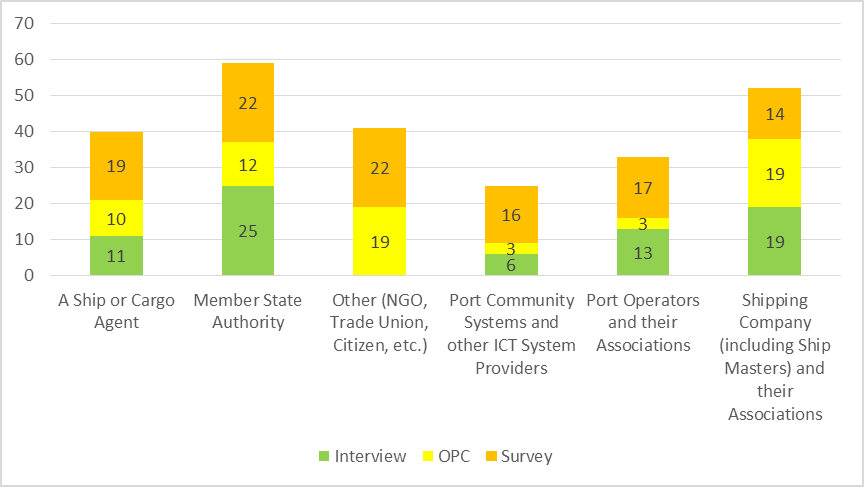 70
60
50
40
30
20
10
0
19
10
11
22
12
25
22
19
16
3
6
17
3
13
14
19
19
A Ship or Cargo
Agent
Member State
Authority
Other (NGO,
Trade Union,
Citizen, etc.)
Port Community
Systems and
other ICT System
Providers
Port Operators
and their
Associations
Shipping
Company
(including Ship
Masters) and
their
Associations
Interview OPC Survey